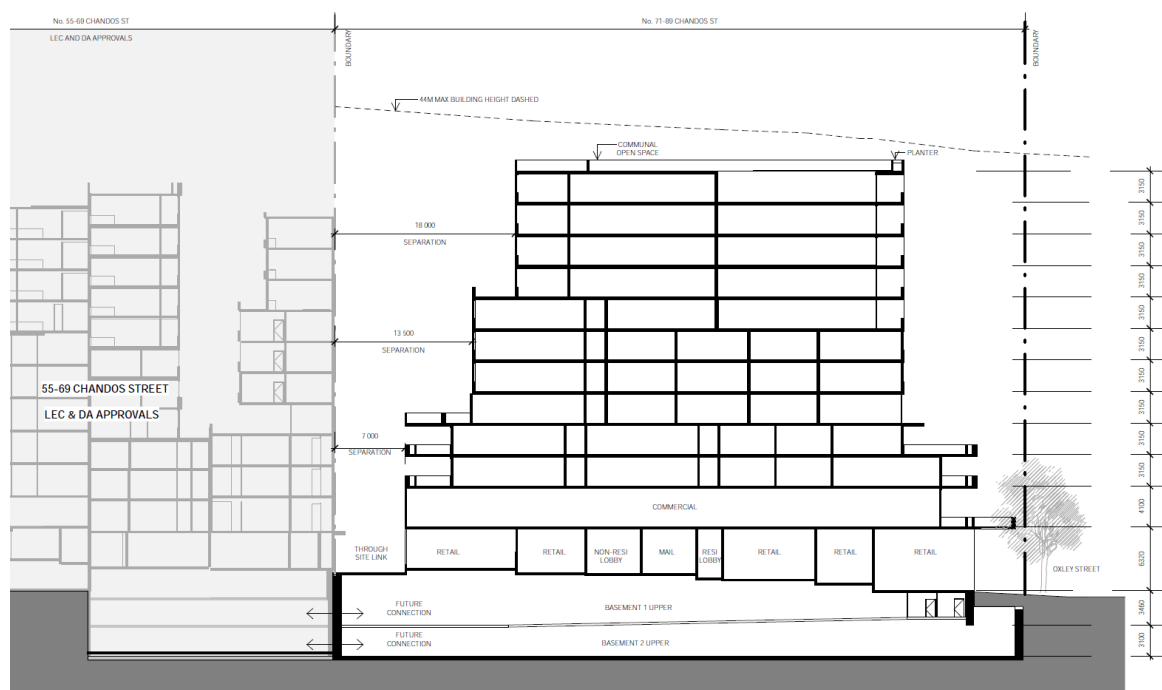 No. 55-69 CHANDOS ST
No. 71-89 CHANDOS ST
LEC AND DA APPROVALS
BOUNDARY
BOUNDARY
44M MAX BUILDING HEIGHT DASHED
COMMUNAL
OPEN SPACE
PLANTER
3150
3150
18 000
SEPARATION
3150
3150
3150
13 500
SEPARATION
3150
3150
55-69 CHANDOS STREET
LEC & DA APPROVALS
3150
7 000
SEPARATION
3150
3150
COMMERCIAL
4100
THROUGH
SITE LINK
RETAIL
RETAIL
NON-RESI
LOBBY
MAIL
RESI
LOBBY
RETAIL
RETAIL
RETAIL
6320
OXLEY STREET
FUTURE
CONNECTION
BASEMENT 1 UPPER
3460
FUTURE
CONNECTION
BASEMENT 2 UPPER
3100